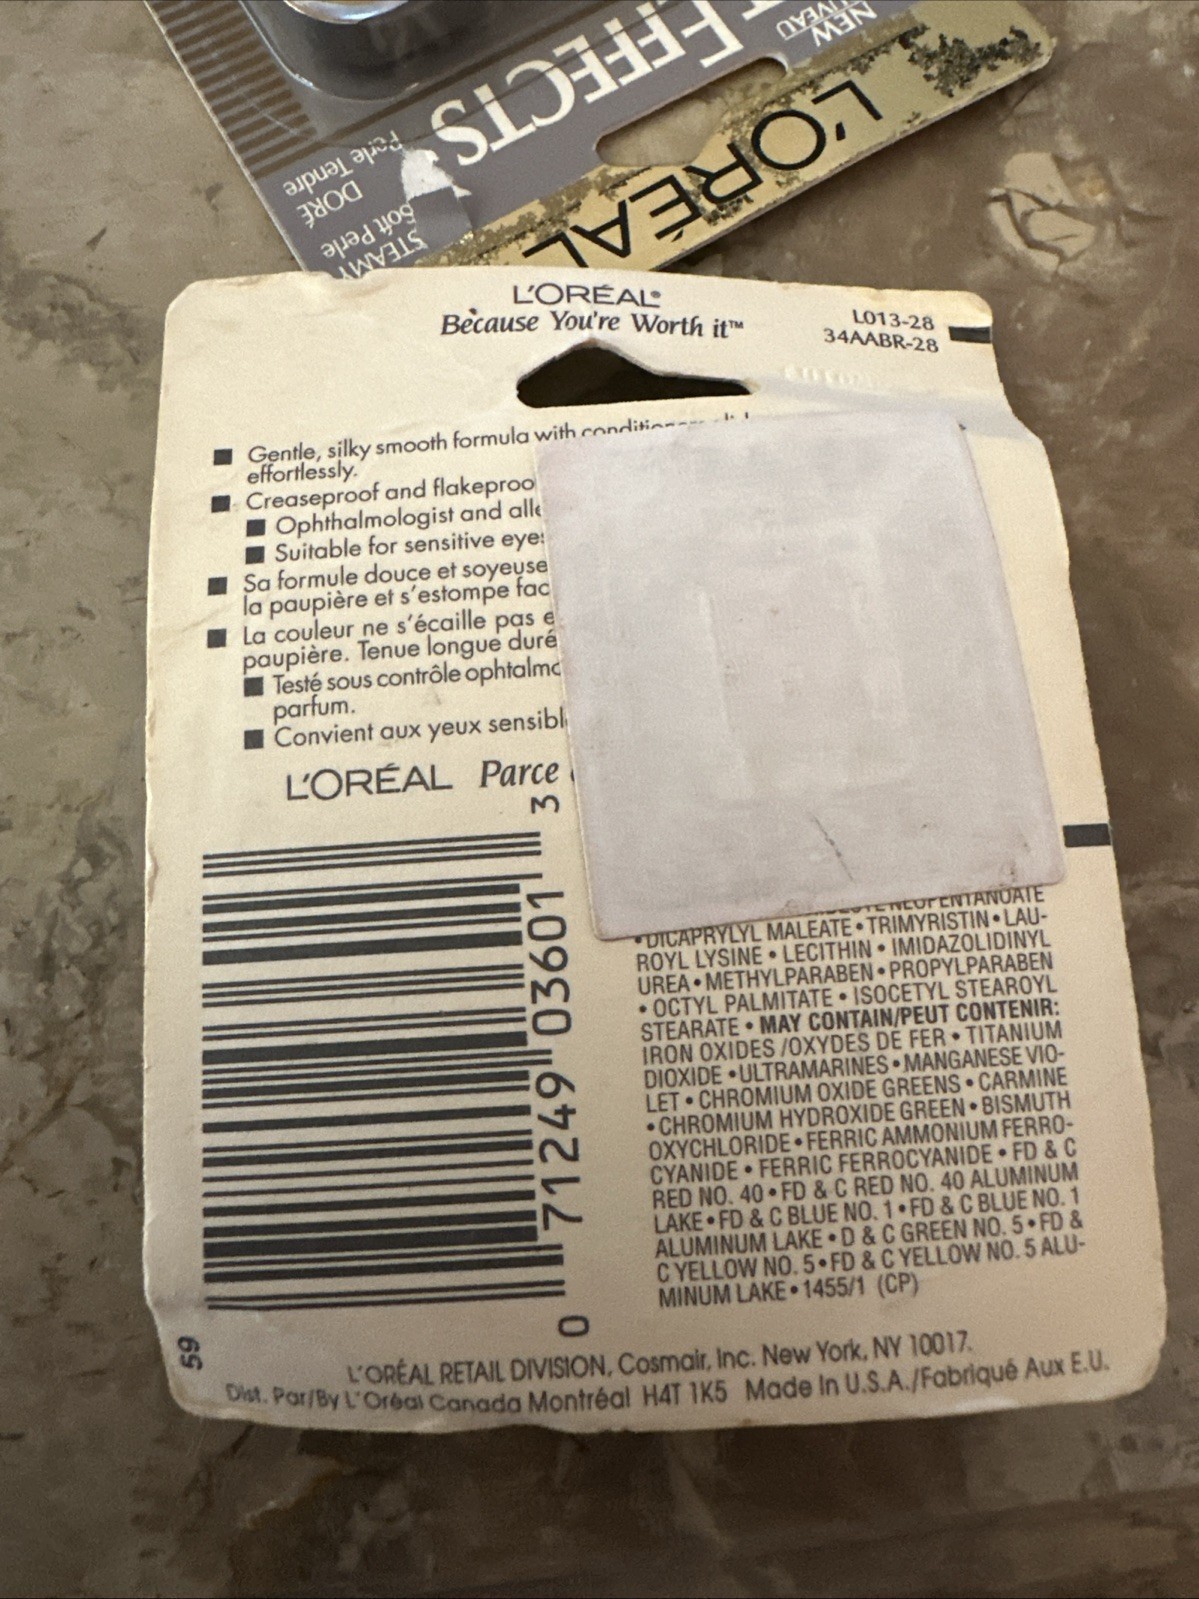 NEW
EFFECTS
L'ORÉAL
STEAMY
Soft Perle
DORÉ
Perle Tendre
L'ORÉAL®
Because You're Worth it™
L013-28
34AABR-28
■ Gentle, silky smooth formula with
effortlessly.
■ Creaseproof and
■ Ophthalmologist and
■ Suitable for sensitive
■ Sa formule douce et soyeuse
la paupière et s'estompe
■ La couleur ne s'écaille pas
paupière. Tenue longue
■ Testé sous contrôle
parfum.
■ Convient aux yeux
L'ORÉAL Parce
3
71249 03601
0
59
NEOPENTANOATE
• DICAPRYLYL MALEATE • TRIMYRISTIN • LAU-
ROYL LYSINE • LECITHIN • IMIDAZOLIDINYL
UREA • METHYLPARABEN • PROPYLPARABEN
• OCTYL PALMITATE • ISOCETYL STEAROYL
STEARATE • MAY CONTAIN/PEUT CONTENIR:
IRON OXIDES /OXYDES DE FER • TITANIUM
DIOXIDE • ULTRAMARINES • MANGANESE VIO-
LET • CHROMIUM OXIDE GREENS • CARMINE
• CHROMIUM HYDROXIDE GREEN • BISMUTH
OXYCHLORIDE • FERRIC AMMONIUM FERRO-
CYANIDE • FERRIC FERROCYANIDE • FD & C
RED NO. 40 • FD & C RED NO. 40 ALUMINUM
LAKE • FD & C BLUE NO. 1 • FD & C BLUE NO. 1
ALUMINUM LAKE • D & C GREEN NO. 5 • FD &
C YELLOW NO. 5 • FD & C YELLOW NO. 5 ALU-
MINUM LAKE • 1455/1 (CP)
L'ORÉAL RETAIL DIVISION, Cosmair, Inc. New York, NY 10017.
Dist. Par/By L'Oréal Canada Montréal H4T 1K5 Made In U.S.A./Fabriqué Aux E.U.